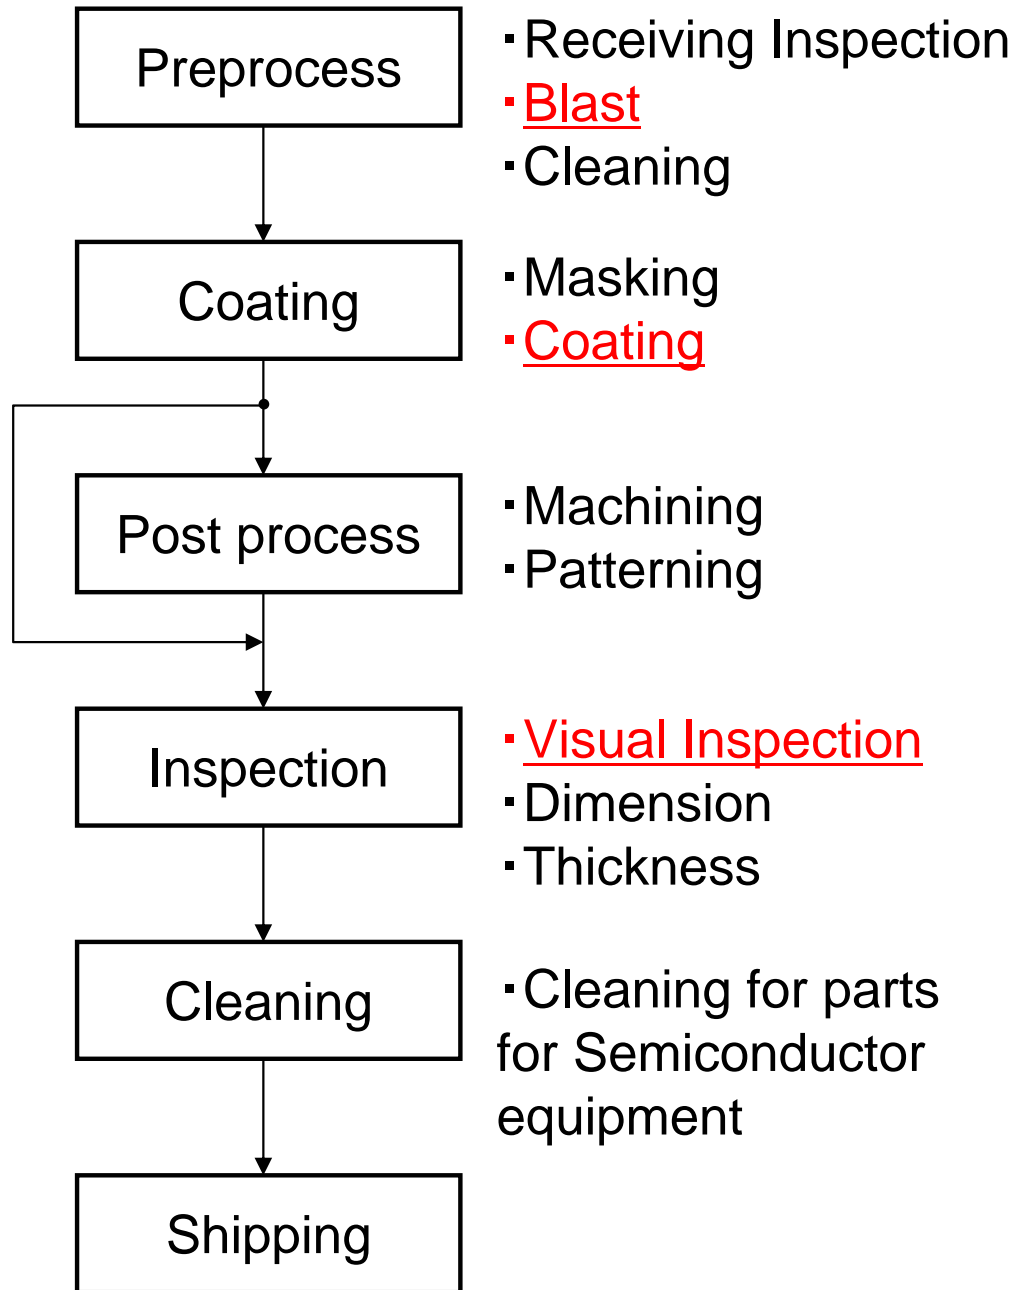 Preprocess
・Receiving Inspection
・Blast
・Cleaning
Coating
・Masking
・Coating
Post process
・Machining
・Patterning
Inspection
・Visual Inspection
・Dimension
・Thickness
Cleaning
・Cleaning for parts
for Semiconductor
equipment
Shipping